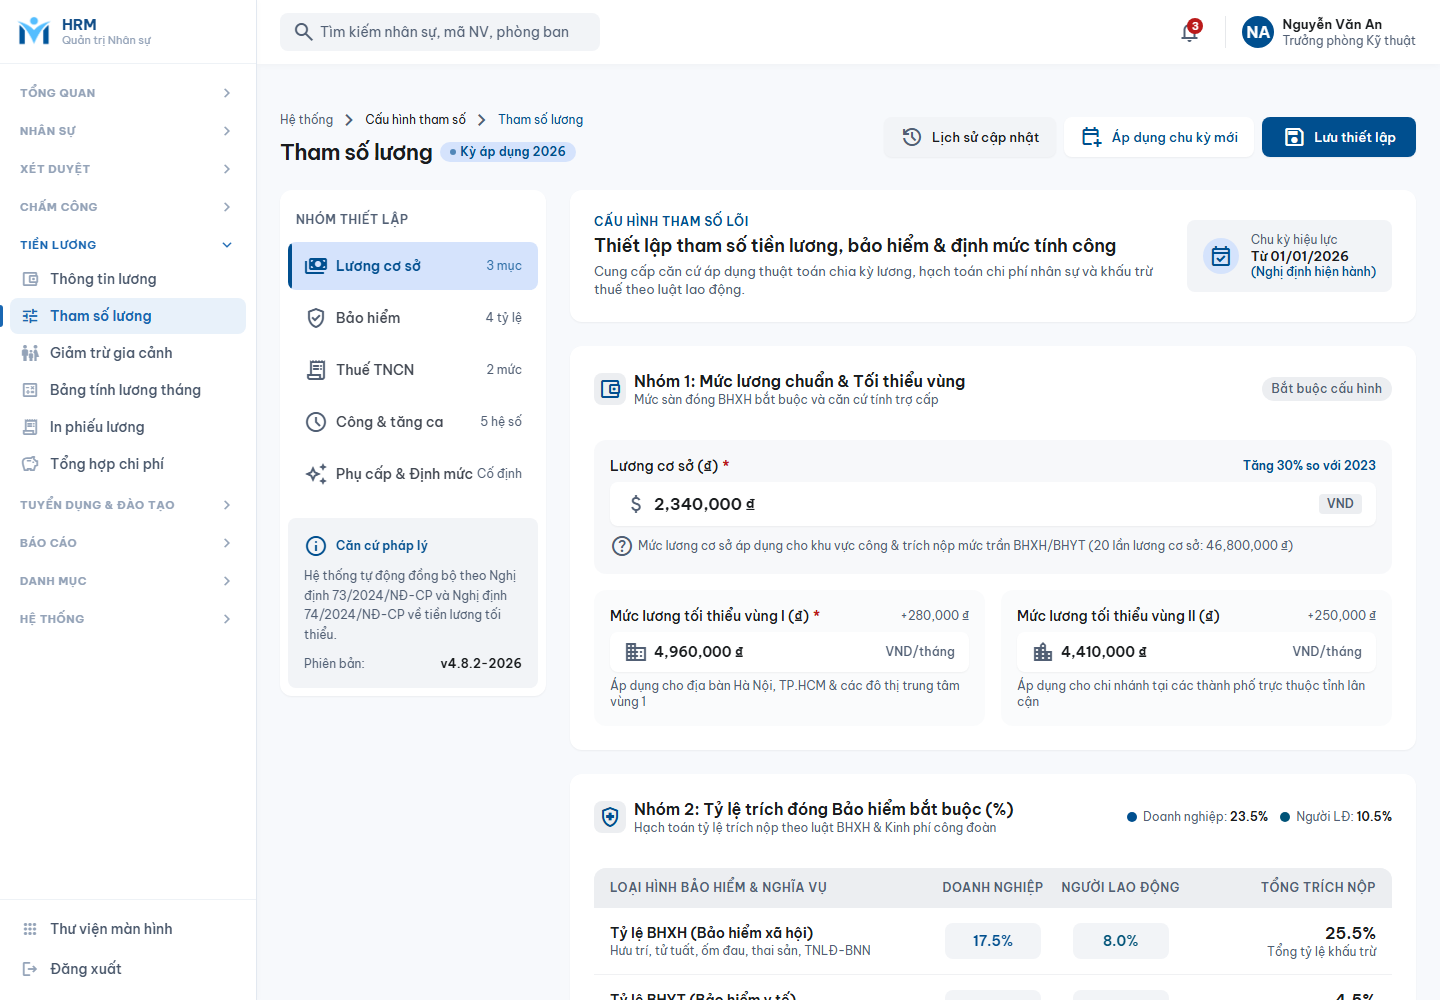 HRM
Quản trị Nhân sự
TỔNG QUAN
NHÂN SỰ
XÉT DUYỆT
CHẤM CÔNG
TIỀN LƯƠNG
Thông tin lương
Tham số lương
Giảm trừ gia cảnh
Bảng tính lương tháng
In phiếu lương
Tổng hợp chi phí
TUYỂN DỤNG & ĐÀO TẠO
BÁO CÁO
DANH MỤC
HỆ THỐNG
Thư viện màn hình
Đăng xuất
Tìm kiếm nhân sự, mã NV, phòng ban
3
NA
Nguyễn Văn An
Trưởng phòng Kỹ thuật
Hệ thống > Cấu hình tham số > Tham số lương
Tham số lương
Kỳ áp dụng 2026
Lịch sử cập nhật
Áp dụng chu kỳ mới
Lưu thiết lập
NHÓM THIẾT LẬP
Lương cơ sở 3 mục
Bảo hiểm 4 tỷ lệ
Thuế TNCN 2 mức
Công & tăng ca 5 hệ số
Phụ cấp & Định mức Cố định
Căn cứ pháp lý
Hệ thống tự động đồng bộ theo Nghị
định 73/2024/NĐ-CP và Nghị định
74/2024/NĐ-CP về tiền lương tối
thiểu.
Phiên bản: v4.8.2-2026
CẤU HÌNH THAM SỐ LÕI
Thiết lập tham số tiền lương, bảo hiểm & định mức tính công
Cung cấp căn cứ áp dụng thuật toán chia kỳ lương, hạch toán chi phí nhân sự và khấu trừ
thuế theo luật lao động.
Chu kỳ hiệu lực
Từ 01/01/2026
(Nghị định hiện hành)
Nhóm 1: Mức lương chuẩn & Tối thiểu vùng
Mức sàn đóng BHXH bắt buộc và căn cứ tính trợ cấp
Bắt buộc cấu hình
Lương cơ sở (₫) *
Tăng 30% so với 2023
$ 2,340,000 ₫ VND
Mức lương cơ sở áp dụng cho khu vực công & trích nộp mức trần BHXH/BHYT (20 lần lương cơ sở: 46,800,000 ₫)
Mức lương tối thiểu vùng I (₫) * +280,000 ₫
4,960,000 ₫ VND/tháng
Áp dụng cho địa bàn Hà Nội, TP.HCM & các đô thị trung tâm
vùng 1
Mức lương tối thiểu vùng II (₫) +250,000 ₫
4,410,000 ₫ VND/tháng
Áp dụng cho chi nhánh tại các thành phố trực thuộc tỉnh lân
cận
Nhóm 2: Tỷ lệ trích đóng Bảo hiểm bắt buộc (%)
Hạch toán tỷ lệ trích nộp theo luật BHXH & Kinh phí công đoàn
Doanh nghiệp: 23.5% Người LĐ: 10.5%
LOẠI HÌNH BẢO HIỂM & NGHĨA VỤ DOANH NGHIỆP NGƯỜI LAO ĐỘNG TỔNG TRÍCH NỘP
Tỷ lệ BHXH (Bảo hiểm xã hội) 17.5% 8.0% 25.5%
Hưu trí, tử tuất, ốm đau, thai sản, TNLĐ-BNN Tổng tỷ lệ khấu trừ
Tỷ lệ BHYT (Bảo hiểm y tế) 4.5%